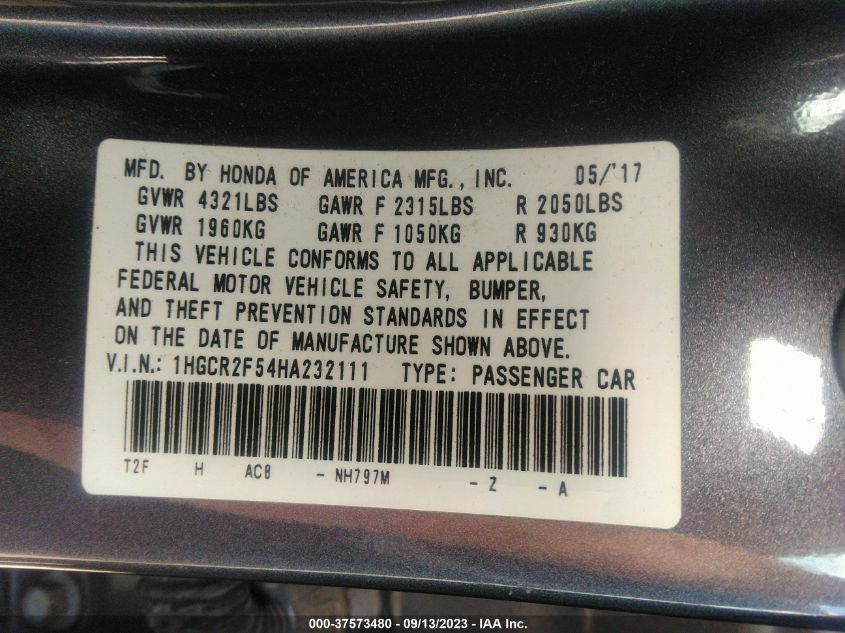 MFD. BY HONDA OF AMERICA MFG., INC. 05/'17
GVWR 4321LBS GAWR F 2315LBS R 2050LBS
GVWR 1960KG GAWR F 1050KG R 930KG
THIS VEHICLE CONFORMS TO ALL APPLICABLE
FEDERAL MOTOR VEHICLE SAFETY, BUMPER,
AND THEFT PREVENTION STANDARDS IN EFFECT
ON THE DATE OF MANUFACTURE SHOWN ABOVE.
V.I.N.: 1HGCR2F54HA232111 TYPE: PASSENGER CAR
T2F H AC8 - NH797M - Z - A
000-37573480 - 09/13/2023 - IAA Inc.